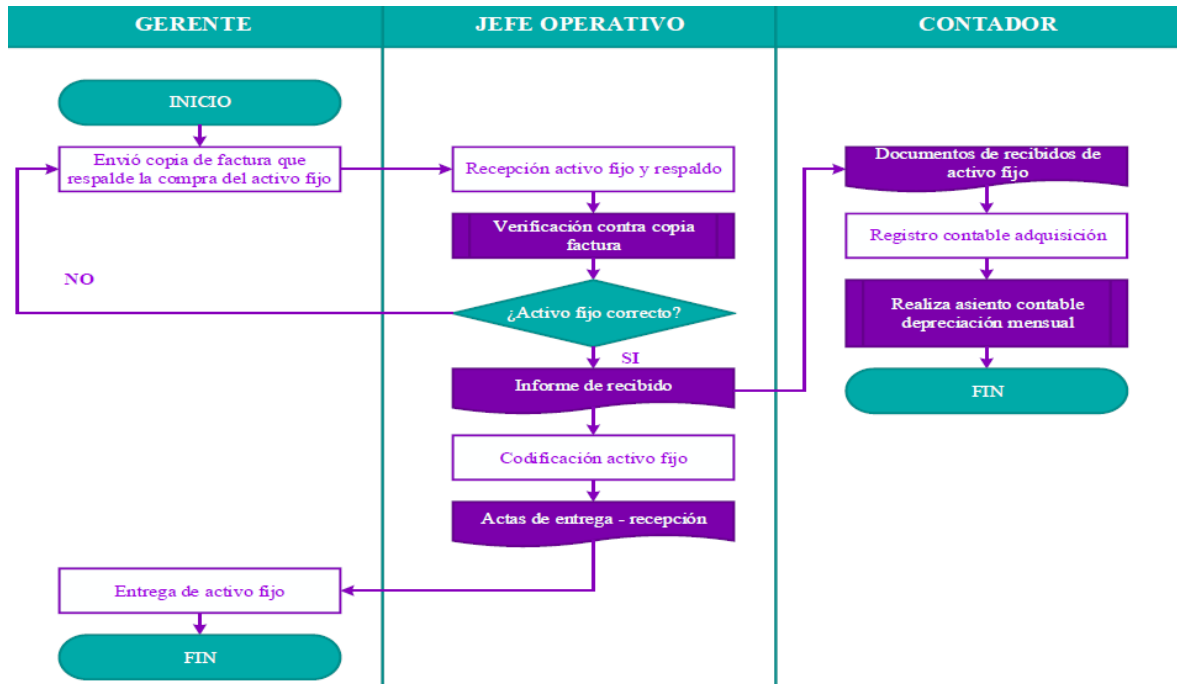 GERENTE
JEFE OPERATIVO
CONTADOR
INICIO
Envió copia de factura que
respalde la compra del activo fijo
Recepción activo fijo y respaldo
Documentos de recibidos de
activo fijo
Verificación contra copia
factura
Registro contable adquisición
NO
¿Activo fijo correcto?
Realiza asiento contable
depreciación mensual
SI
Informe de recibido
FIN
Codificación activo fijo
Actas de entrega - recepción
Entrega de activo fijo
FIN